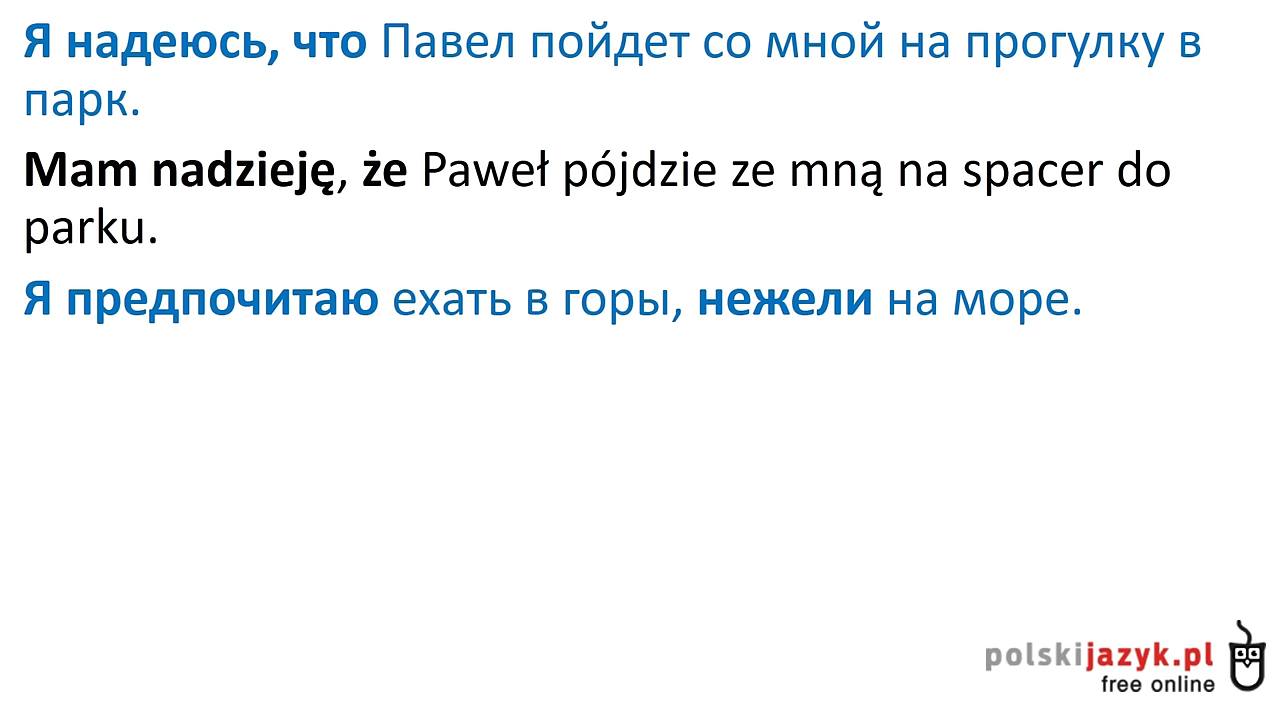 Я надеюсь, что Павел пойдет со мной на прогулку в
парк.
Mam nadzieję, że Paweł pójdzie ze mną na spacer do
parku.
Я предпочитаю ехать в горы, нежели на море.
polskijazyk.pl
free online